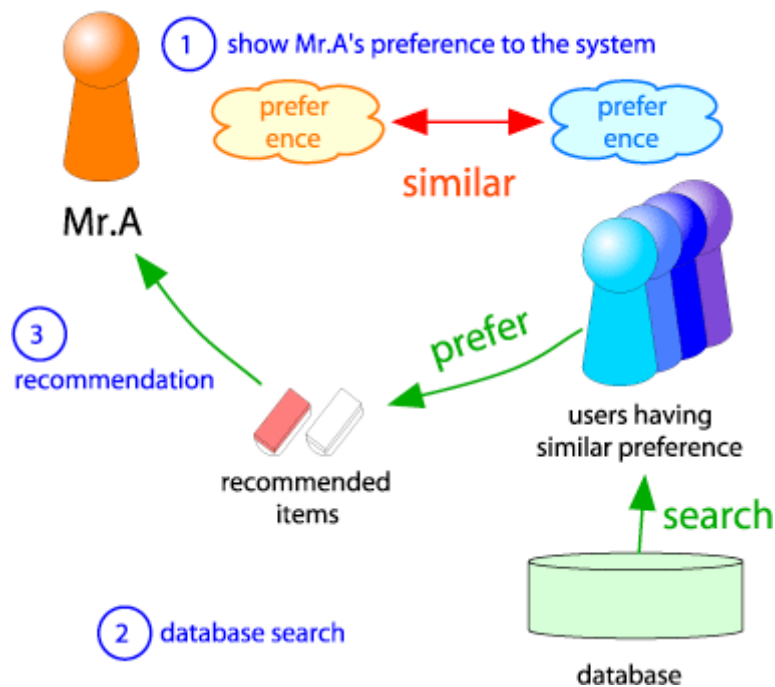 1 show Mr.A's preference to the system
prefer
ence
prefer
ence
similar
Mr.A
3
recommendation
prefer
recommended
items
users having
similar preference
search
2 database search
database